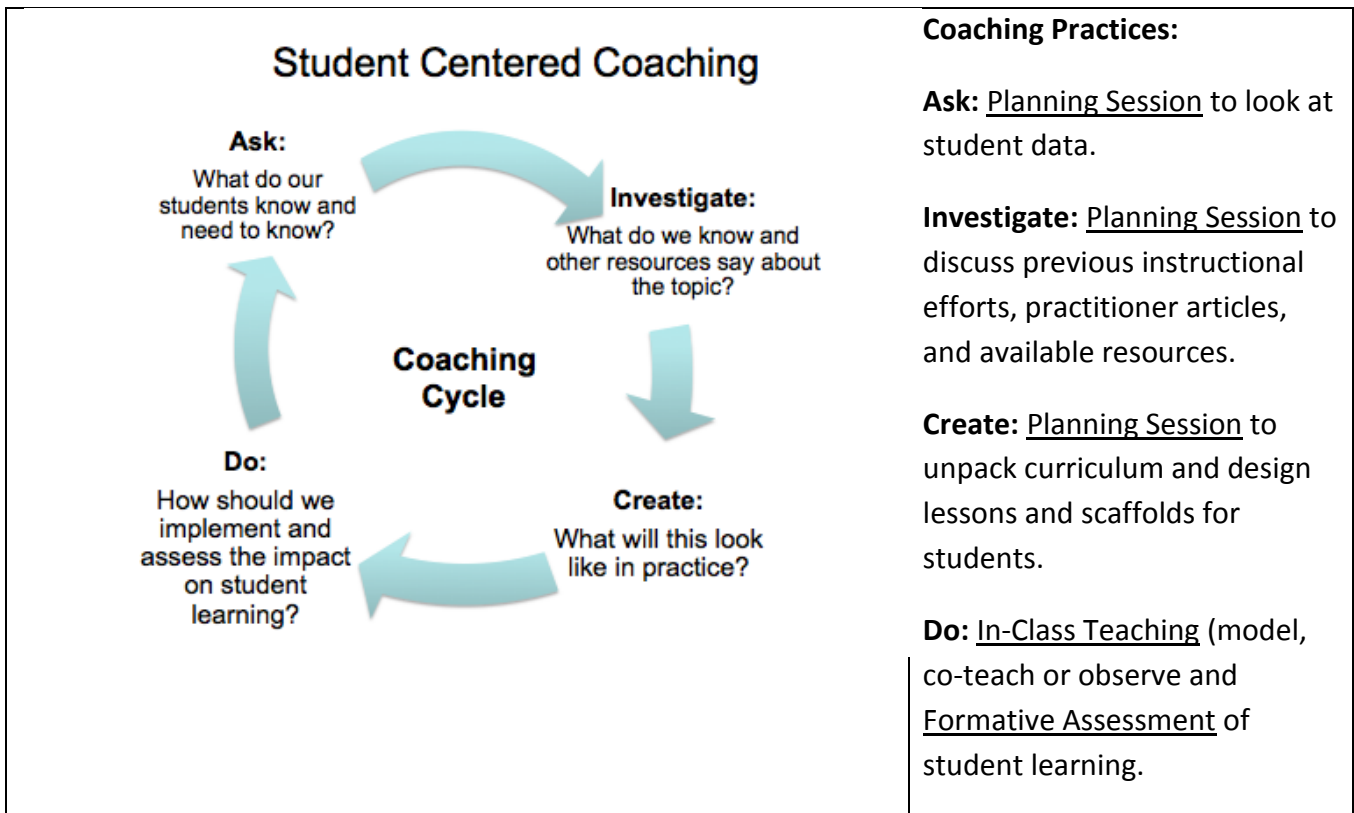 Student Centered Coaching
Ask:
What do our
students know and
need to know?
Investigate:
What do we know and
other resources say about
the topic?
Coaching
Cycle
Do:
How should we
implement and
assess the impact
on student
learning?
Create:
What will this look
like in practice?
Coaching Practices:
Ask: Planning Session to look at
student data.
Investigate: Planning Session to
discuss previous instructional
efforts, practitioner articles,
and available resources.
Create: Planning Session to
unpack curriculum and design
lessons and scaffolds for
students.
Do: In-Class Teaching (model,
co-teach or observe and
Formative Assessment of
student learning.